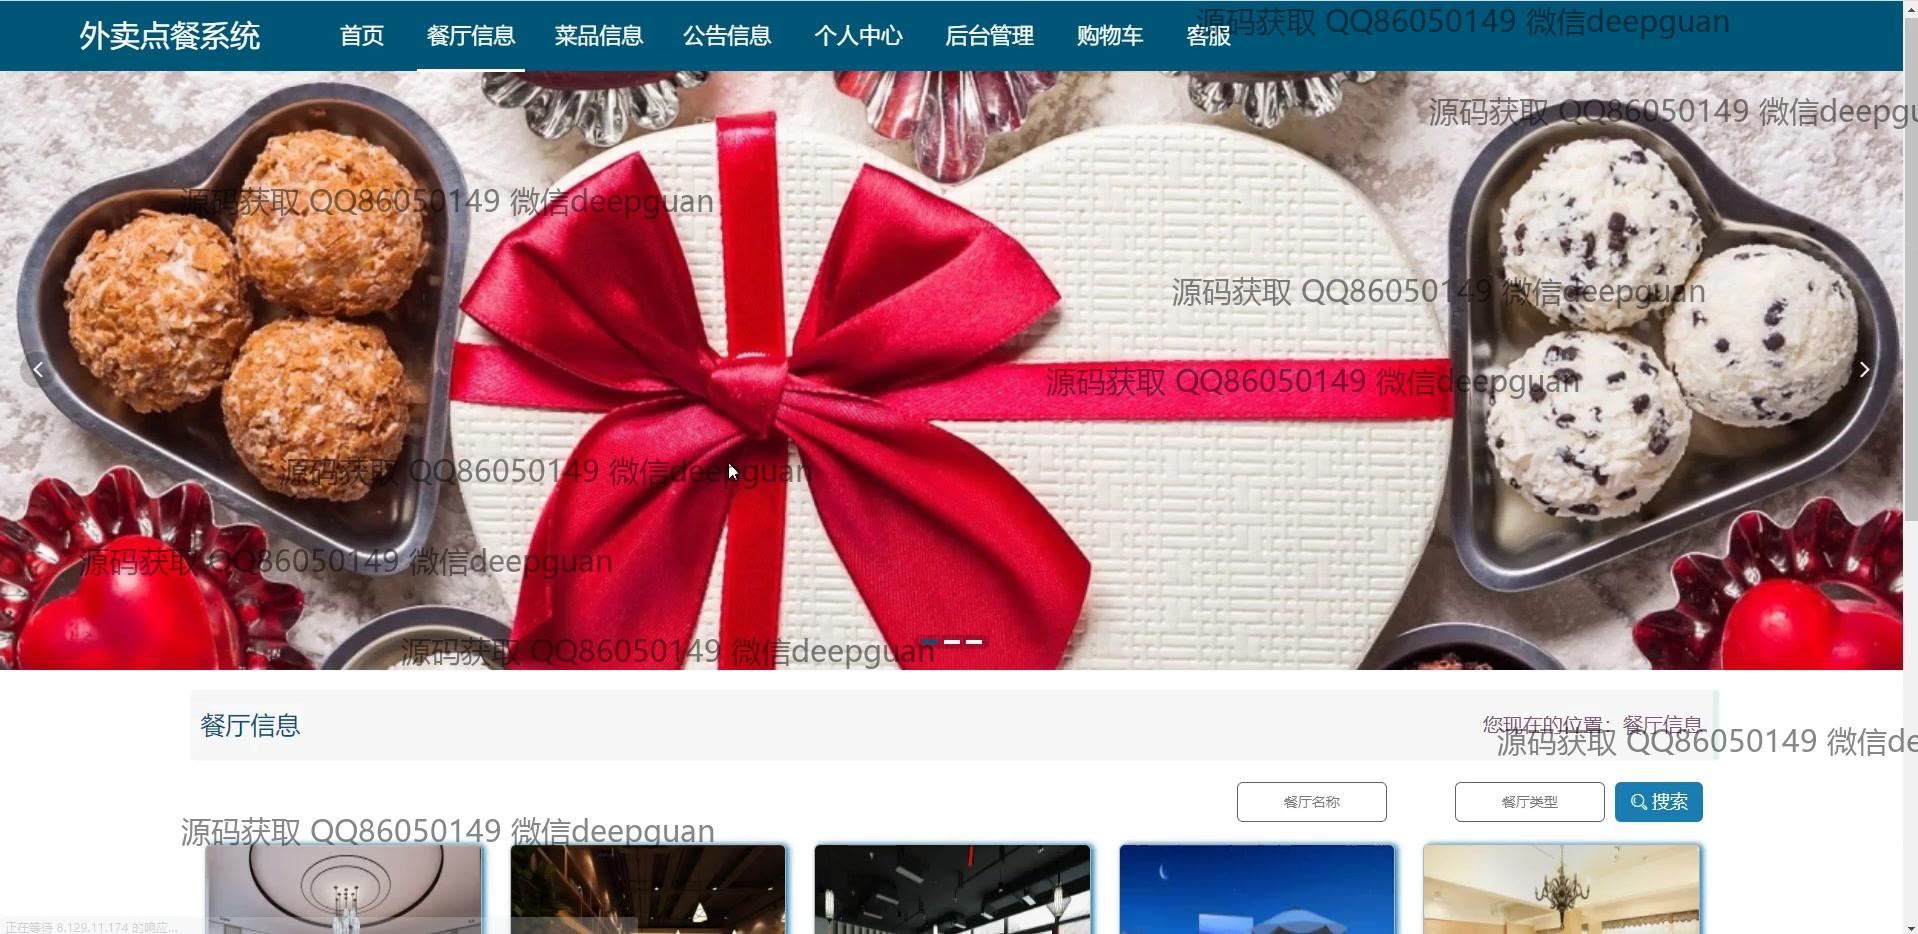 外卖点餐系统 首页 餐厅信息 菜品信息 公告信息 个人中心 后台管理 购物车 客服
源码获取 QQ86050149 微信deepguan
源码获取 QQ86050149 微信deepgu
源码获取 QQ86050149 微信deepguan
源码获取 QQ86050149 微信deepguan
源码获取 QQ86050149 微信deepguan
源码获取 QQ86050149 微信deepguan
源码获取 QQ86050149 微信deepguan
源码获取 QQ86050149 微信deepguan
餐厅信息 您现在的位置：餐厅信息
源码获取 QQ86050149 微信de
餐厅名称 餐厅类型 搜索
源码获取 QQ86050149 微信deepguan
正在等待 8.129.11.174 的响应...